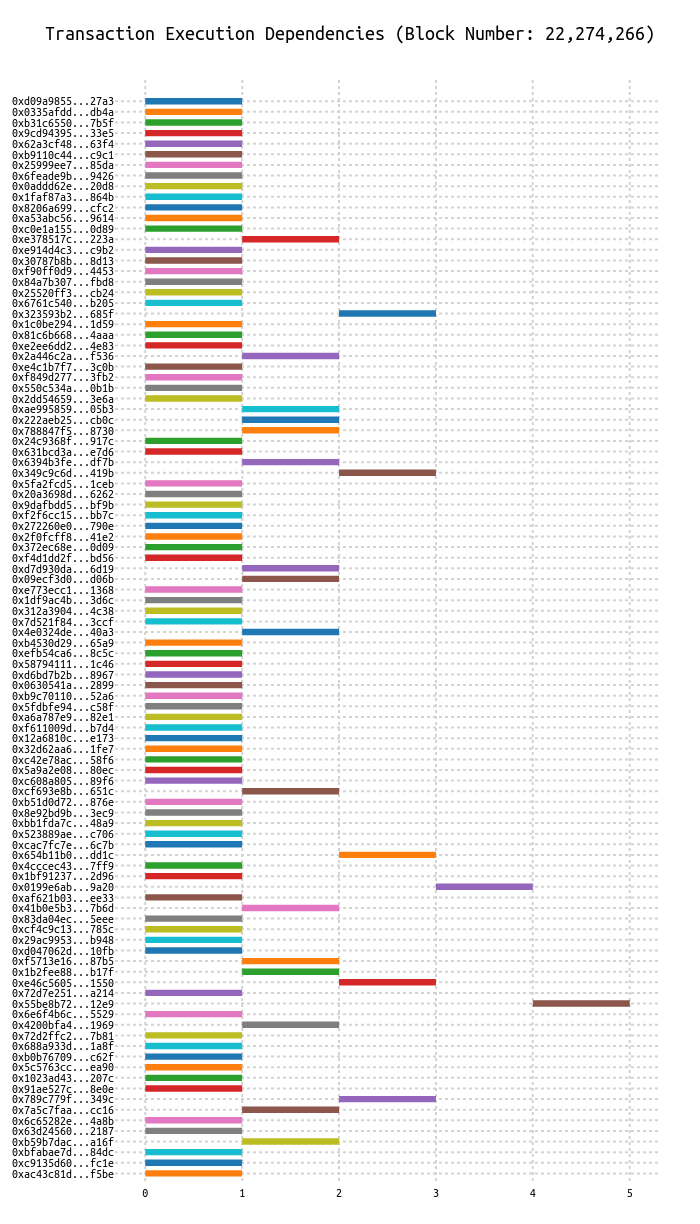 Transaction Execution Dependencies (Block Number: 22,274,266)
0xd09a9855...27a3
0x0335afdd...db4a
0xb31c6550...7b5f
0x9cd94395...33e5
0x62a3cf48...63f4
0xb9110c44...c9c1
0x25999ee7...85da
0x6feade9b...9426
0x0addd62e...20d8
0x1faf87a3...864b
0x8206a699...cfc2
0xa53abc56...9614
0xc0e1a155...0d89
0xe378517c...223a
0xe914d4c3...c9b2
0x30787b8b...8d13
0xf90ff0d9...4453
0x84a7b307...fbd8
0x25520ff3...cb24
0x6761c540...b205
0x323593b2...685f
0x1c0be294...1d59
0x81c6b668...4aaa
0xe2ee6dd2...4e83
0x2a446c2a...f536
0xe4c1b7f7...3c0b
0xf849d277...3fb2
0x550c534a...0b1b
0x2dd54659...3e6a
0xae995859...05b3
0x222aeb25...cb0c
0x788847f5...8730
0x24c9368f...917c
0x631bcd3a...e7d6
0x6394b3fe...df7b
0x349c9c6d...419b
0x5fa2fcd5...1ceb
0x20a3698d...6262
0x9dafbdd5...bf9b
0xf2f6cc15...bb7c
0x272260e0...790e
0x2f0fcff8...41e2
0x372ec68e...0d09
0xf4d1dd2f...bd56
0xd7d930da...6d19
0x09ecf3d0...d06b
0xe773ecc1...1368
0x1df9ac4b...3d6c
0x312a3904...4c38
0x7d521f84...3ccf
0x4e0324de...40a3
0xb4530d29...65a9
0xefb54ca6...8c5c
0x58794111...1c46
0xd6bd7b2b...8967
0x0630541a...2899
0xb9c70110...52a6
0x5fdbfe94...c58f
0xa6a787e9...82e1
0xf611009d...b7d4
0x12a6810c...e173
0x32d62aa6...1fe7
0xc42e78ac...58f6
0x5a9a2e08...80ec
0xc608a805...89f6
0xcf693e8b...651c
0xb51d0d72...876e
0x8e92bd9b...3ec9
0xbb1fda7c...48a9
0x523889ae...c706
0xcac7fc7e...6c7b
0x654b11b0...dd1c
0x4cccec43...7ff9
0x1bf91237...2d96
0x0199e6ab...9a20
0xaf621b03...ee33
0x41b0e5b3...7b6d
0x83da04ec...5eee
0xcf4c9c13...785c
0x29ac9953...b948
0xd047062d...10fb
0xf5713e16...87b5
0x1b2fee88...b17f
0xe46c5605...1550
0x72d7e251...a214
0x55be8b72...12e9
0x6e6f4b6c...5529
0x4200bfa4...1969
0x72d2ffc2...7b81
0x688a933d...1a8f
0xb0b76709...c62f
0x5c5763cc...ea90
0x1023ad43...207c
0x91ae527c...8e0e
0x789c779f...349c
0x7a5c7faa...cc16
0x6c65282e...4a8b
0x63d24560...2187
0xb59b7dac...a16f
0xbfabae7d...84dc
0xc9135d60...fc1e
0xac43c81d...f5be
0 1 2 3 4 5